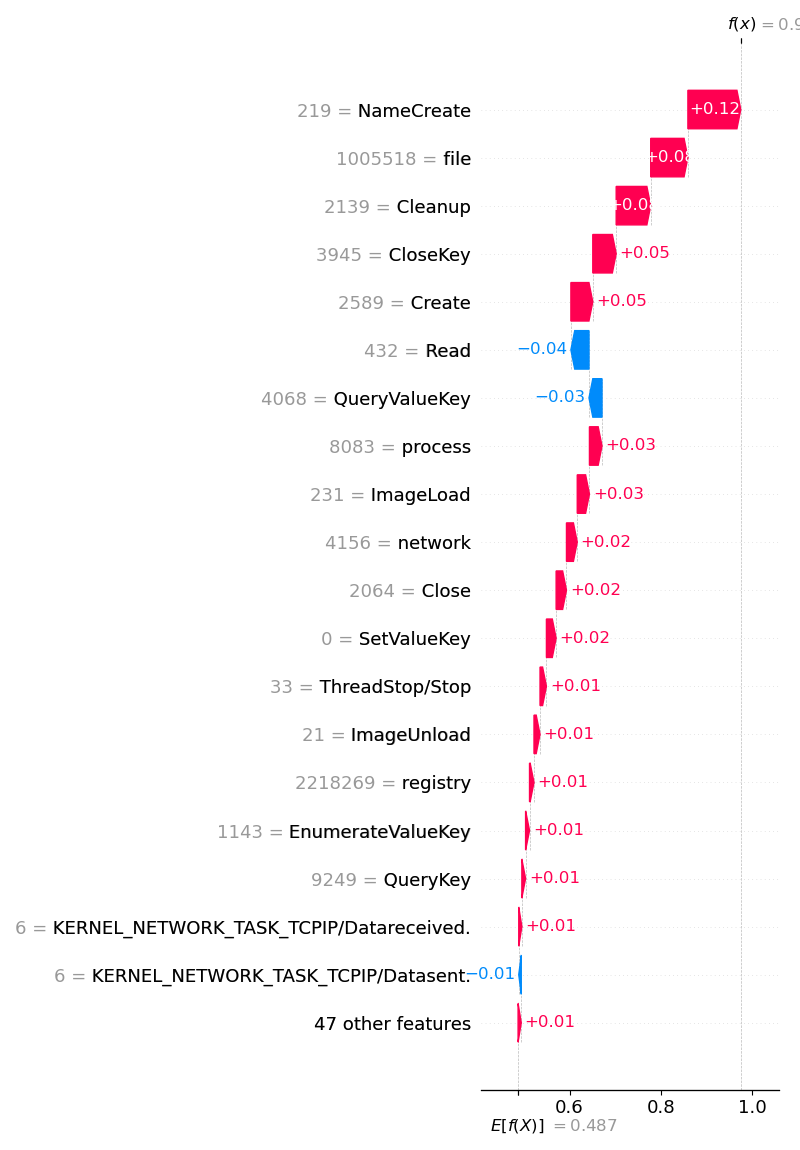 f(x) = 0.9
219 = NameCreate +0.12
1005518 = file +0.08
2139 = Cleanup +0.0
3945 = CloseKey +0.05
2589 = Create +0.05
432 = Read −0.04
4068 = QueryValueKey −0.03
8083 = process +0.03
231 = ImageLoad +0.03
4156 = network +0.02
2064 = Close +0.02
0 = SetValueKey +0.02
33 = ThreadStop/Stop +0.01
21 = ImageUnload +0.01
2218269 = registry +0.01
1143 = EnumerateValueKey +0.01
9249 = QueryKey +0.01
6 = KERNEL_NETWORK_TASK_TCPIP/Datareceived. +0.01
6 = KERNEL_NETWORK_TASK_TCPIP/Datasent. −0.01
47 other features +0.01
0.6 0.8 1.0
E[f(X)] = 0.487